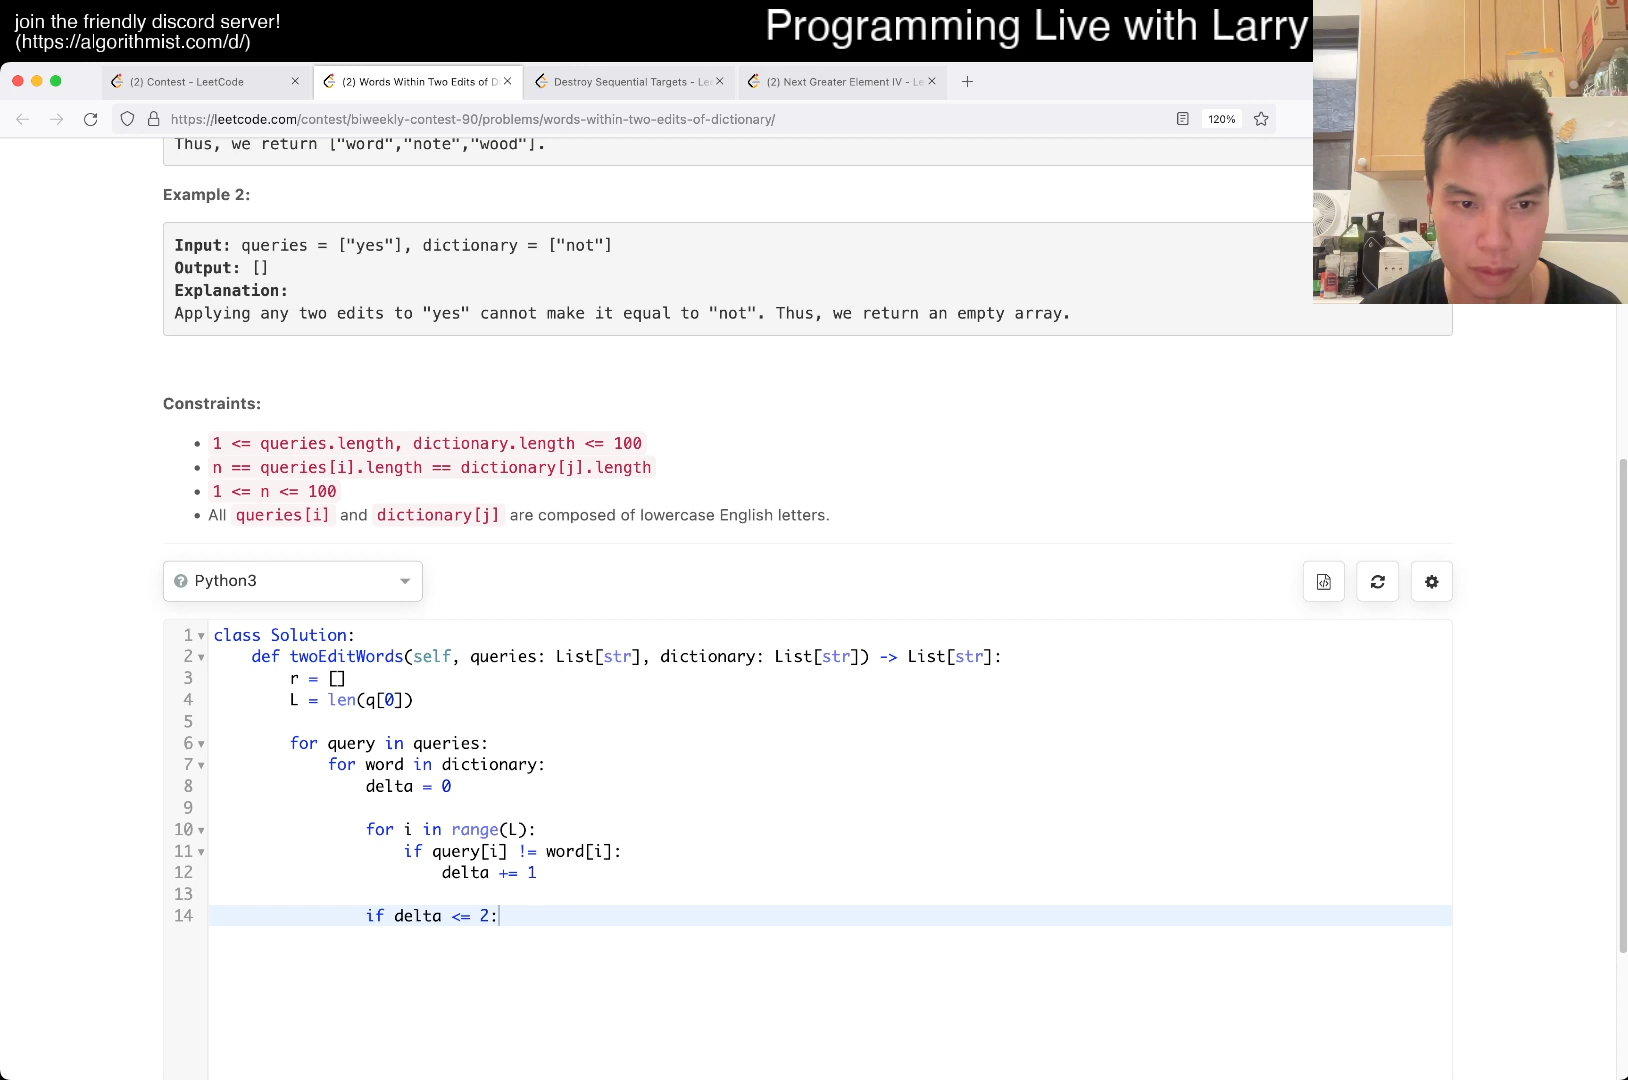 join the friendly discord server!
(https://algorithmist.com/d/)
Programming Live with Larry
(2) Contest - LeetCode
(2) Words Within Two Edits of D
Destroy Sequential Targets - Le
(2) Next Greater Element IV - Le
https://leetcode.com/contest/biweekly-contest-90/problems/words-within-two-edits-of-dictionary/
120%
Thus, we return ["word","note","wood"].
Example 2:
Input: queries = ["yes"], dictionary = ["not"]
Output: []
Explanation:
Applying any two edits to "yes" cannot make it equal to "not". Thus, we return an empty array.
Constraints:
• 1 <= queries.length, dictionary.length <= 100
• n == queries[i].length == dictionary[j].length
• 1 <= n <= 100
• All queries[i] and dictionary[j] are composed of lowercase English letters.
Python3
1 class Solution:
2 def twoEditWords(self, queries: List[str], dictionary: List[str]) -> List[str]:
3 r = []
4 L = len(q[0])
5
6 for query in queries:
7 for word in dictionary:
8 delta = 0
9
10 for i in range(L):
11 if query[i] != word[i]:
12 delta += 1
13
14 if delta <= 2: